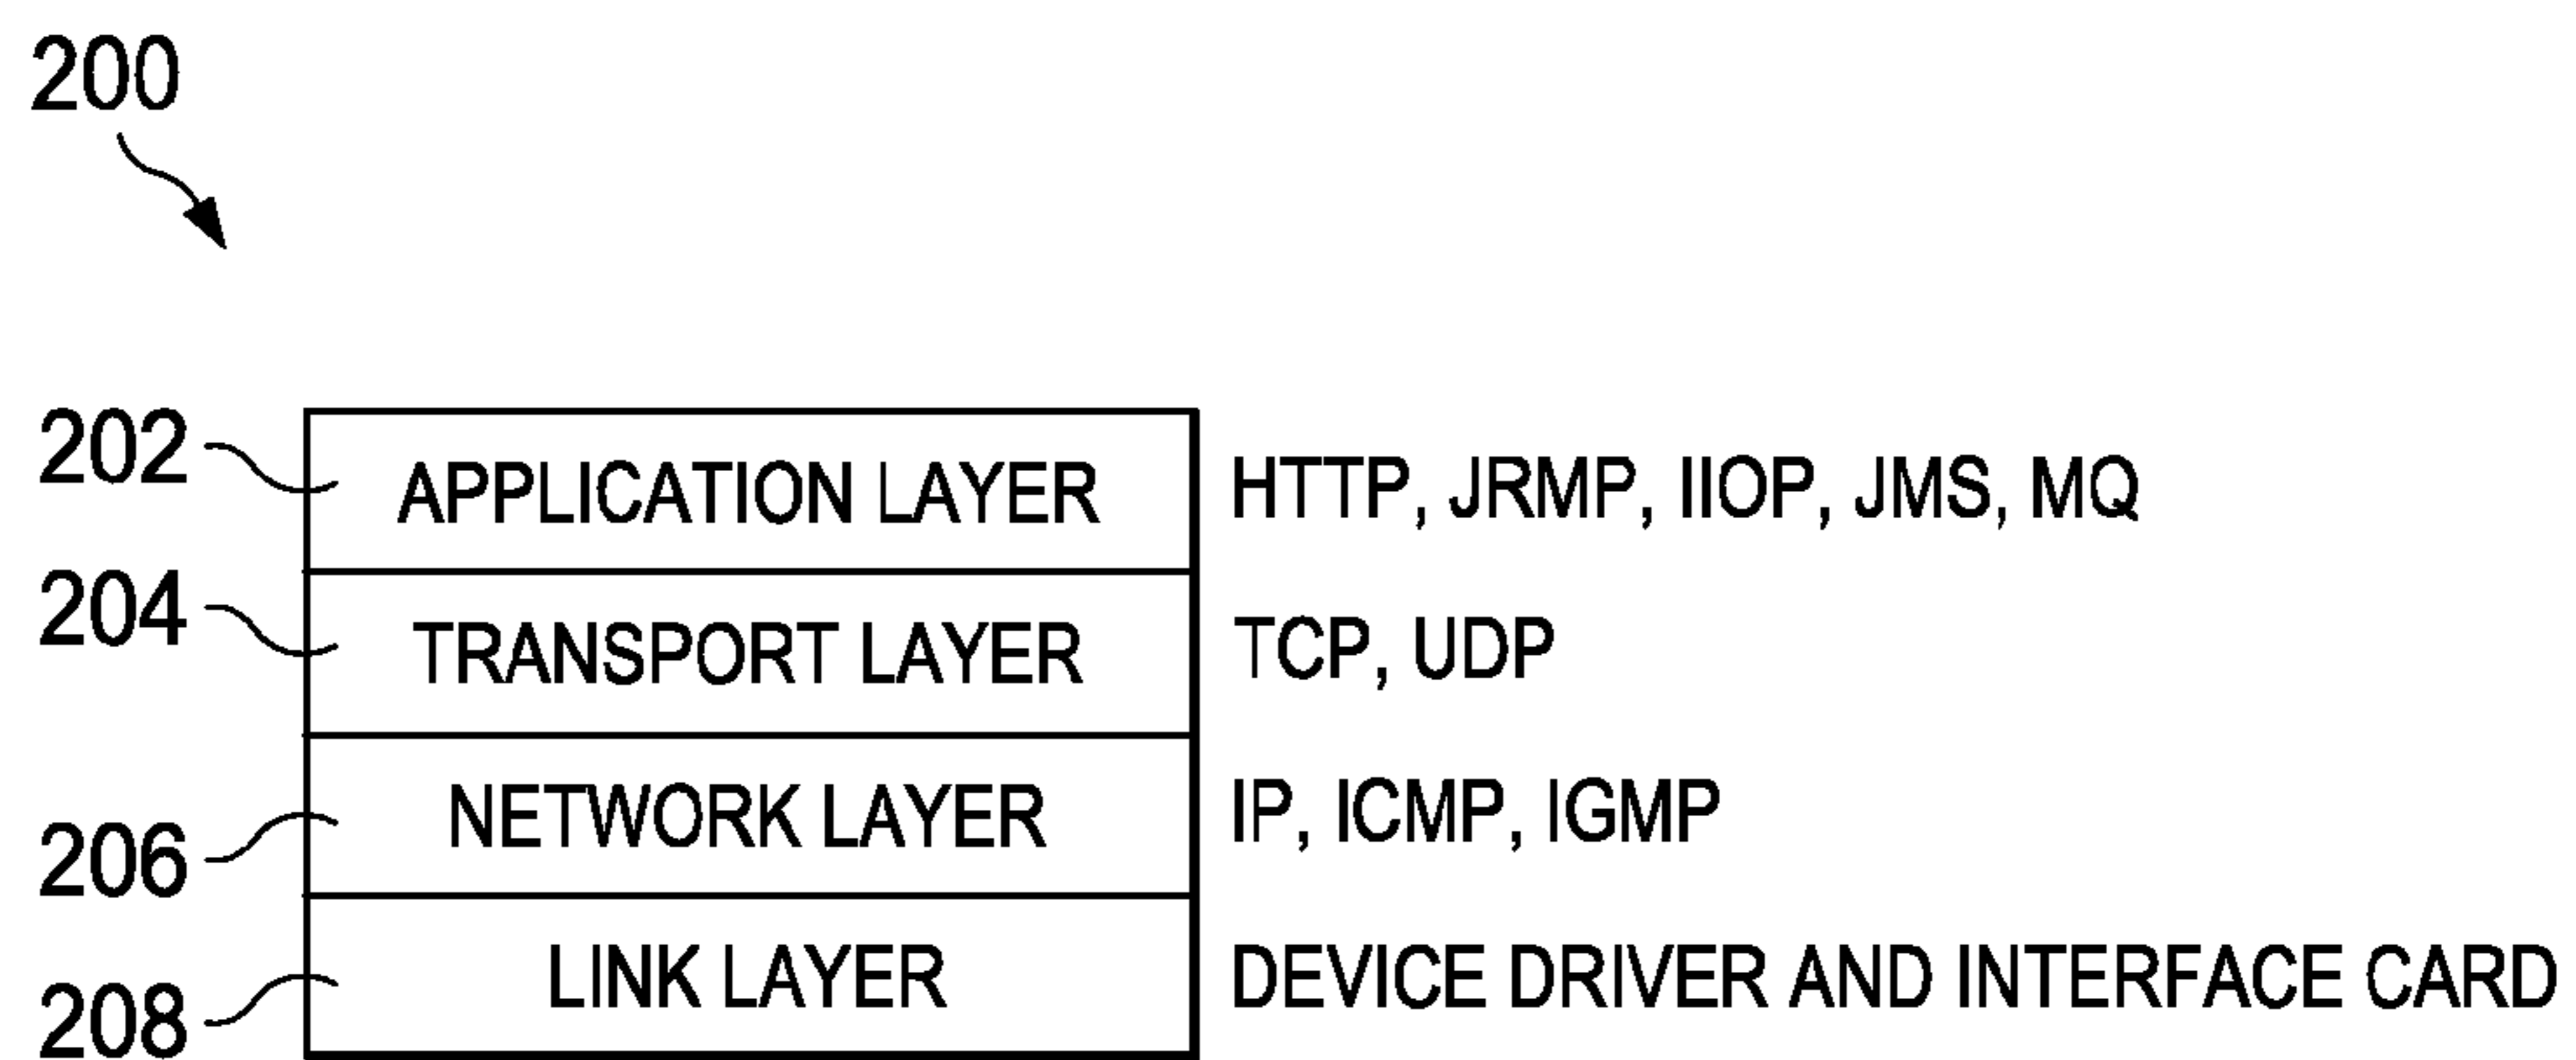 200
202 APPLICATION LAYER HTTP, JRMP, IIOP, JMS, MQ
204 TRANSPORT LAYER TCP, UDP
206 NETWORK LAYER IP, ICMP, IGMP
208 LINK LAYER DEVICE DRIVER AND INTERFACE CARD